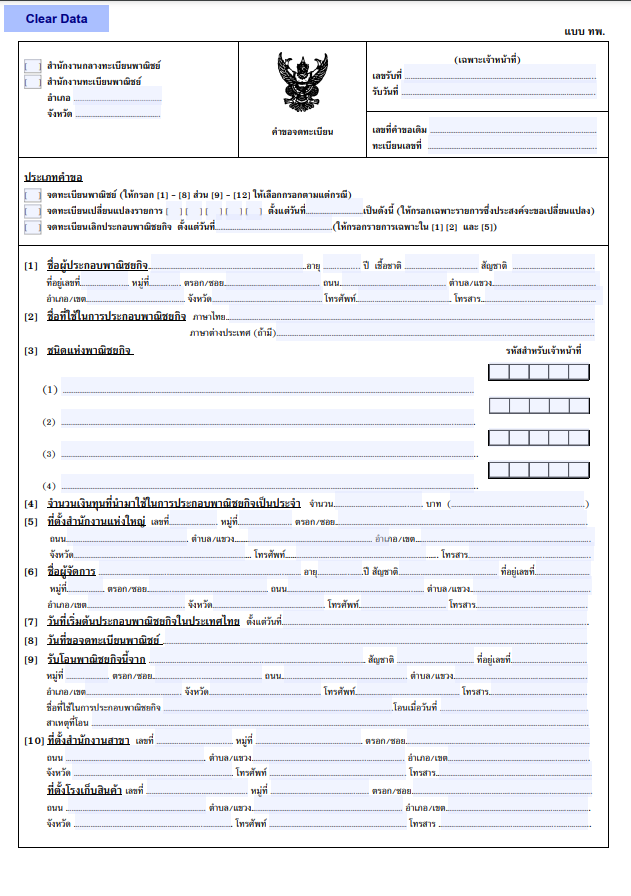 Clear Data
แบบ ทพ.
[ ] สำนักงานกลางทะเบียนพาณิชย์
[ ] สำนักงานทะเบียนพาณิชย์
อำเภอ
จังหวัด
คำขอจดทะเบียน
(เฉพาะเจ้าหน้าที่)
เลขรับที่
รับวันที่
เลขที่คำขอเดิม
ทะเบียนเลขที่
ประเภทคำขอ
[ ] จดทะเบียนพาณิชย์ (ให้กรอก [1] - [8] ส่วน [9] - [12] ให้เลือกกรอกตามแต่กรณี)
[ ] จดทะเบียนเปลี่ยนแปลงรายการ [ ] [ ] [ ] [ ] [ ] ตั้งแต่วันที่ เป็นดังนี้ (ให้กรอกเฉพาะรายการซึ่งประสงค์จะขอเปลี่ยนแปลง)
[ ] จดทะเบียนเลิกประกอบพาณิชยกิจ ตั้งแต่วันที่ (ให้กรอกรายการเฉพาะใน [1] [2] และ [5])
[1] ชื่อผู้ประกอบพาณิชยกิจ อายุ ปี เชื้อชาติ สัญชาติ
ที่อยู่เลขที่ หมู่ที่ ตรอก/ซอย ถนน ตำบล/แขวง
อำเภอ/เขต จังหวัด โทรศัพท์ โทรสาร
[2] ชื่อที่ใช้ในการประกอบพาณิชยกิจ ภาษาไทย
ภาษาต่างประเทศ (ถ้ามี)
[3] ชนิดแห่งพาณิชยกิจ รหัสสำหรับเจ้าหน้าที่
(1)
(2)
(3)
(4)
[4] จำนวนเงินทุนที่นำมาใช้ในการประกอบพาณิชยกิจเป็นประจำ จำนวน บาท ( )
[5] ที่ตั้งสำนักงานแห่งใหญ่ เลขที่ หมู่ที่ ตรอก/ซอย
ถนน ตำบล/แขวง อำเภอ/เขต
จังหวัด โทรศัพท์ โทรสาร
[6] ชื่อผู้จัดการ อายุ ปี สัญชาติ ที่อยู่เลขที่
หมู่ที่ ตรอก/ซอย ถนน ตำบล/แขวง
อำเภอ/เขต จังหวัด โทรศัพท์ โทรสาร
[7] วันที่เริ่มต้นประกอบพาณิชยกิจในประเทศไทย ตั้งแต่วันที่
[8] วันที่ขอจดทะเบียนพาณิชย์
[9] รับโอนพาณิชยกิจนี้จาก สัญชาติ ที่อยู่เลขที่
หมู่ที่ ตรอก/ซอย ถนน ตำบล/แขวง
อำเภอ/เขต จังหวัด โทรศัพท์ โทรสาร
ชื่อที่ใช้ในการประกอบพาณิชยกิจ โอนเมื่อวันที่
สาเหตุที่โอน
[10] ที่ตั้งสำนักงานสาขา เลขที่ หมู่ที่ ตรอก/ซอย
ถนน ตำบล/แขวง อำเภอ/เขต
จังหวัด โทรศัพท์ โทรสาร
ที่ตั้งโรงเก็บสินค้า เลขที่ หมู่ที่ ตรอก/ซอย
ถนน ตำบล/แขวง อำเภอ/เขต
จังหวัด โทรศัพท์ โทรสาร